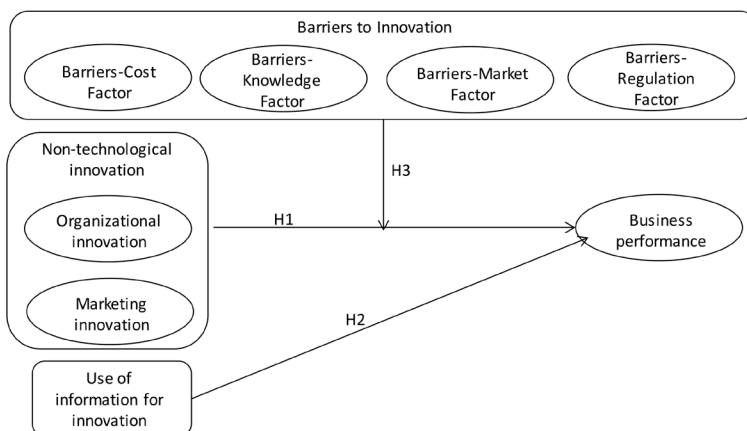 Barriers to Innovation
Barriers-Cost
Factor
Barriers-
Knowledge
Factor
Barriers-Market
Factor
Barriers-
Regulation
Factor
Non-technological
innovation
H3
Organizational
innovation
H1
Business
performance
Marketing
innovation
H2
Use of
information for
innovation